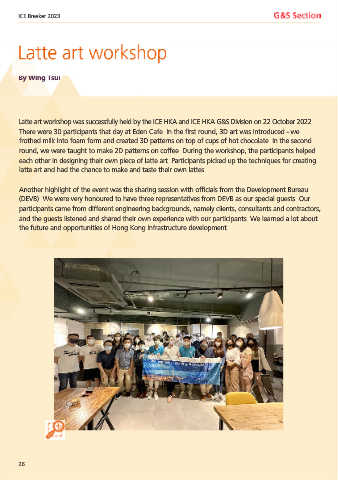 ICE Breaker 2023
G&S Section
Latte art workshop
By Wing Tsui
Latte art workshop was successfully held by the ICE HKA and ICE HKA G&S Division on 22 October 2022
There were 30 participants that day at Eden Cafe In the first round, 3D art was introduced - we
frothed milk into foam form and created 3D patterns on top of cups of hot chocolate In the second
round, we were taught to make 2D patterns on coffee During the workshop, the participants helped
each other in designing their own piece of latte art Participants picked up the techniques for creating
latte art and had the chance to make and taste their own lattes
Another highlight of the event was the sharing session with officials from the Development Bureau
(DEVB) We were very honoured to have three representatives from DEVB as our special guests Our
participants came from different engineering backgrounds, namely clients, consultants and contractors,
and the guests listened and shared their own experience with our participants We learned a lot about
the future and opportunities of Hong Kong infrastructure development